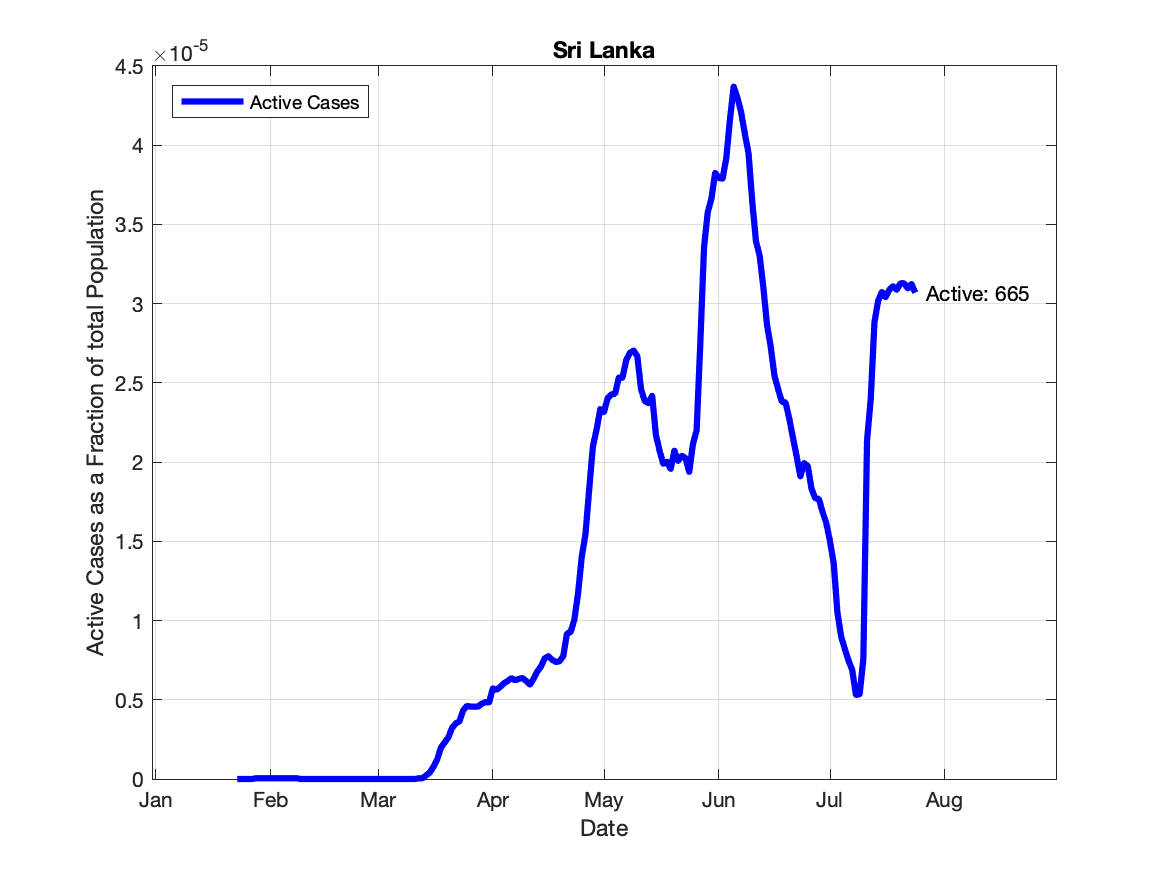 Sri Lanka
×10-5
4.5
4
3.5
3
2.5
2
1.5
1
0.5
0
Active Cases as a Fraction of total Population
Active Cases
Active: 665
Jan Feb Mar Apr May Jun Jul Aug
Date